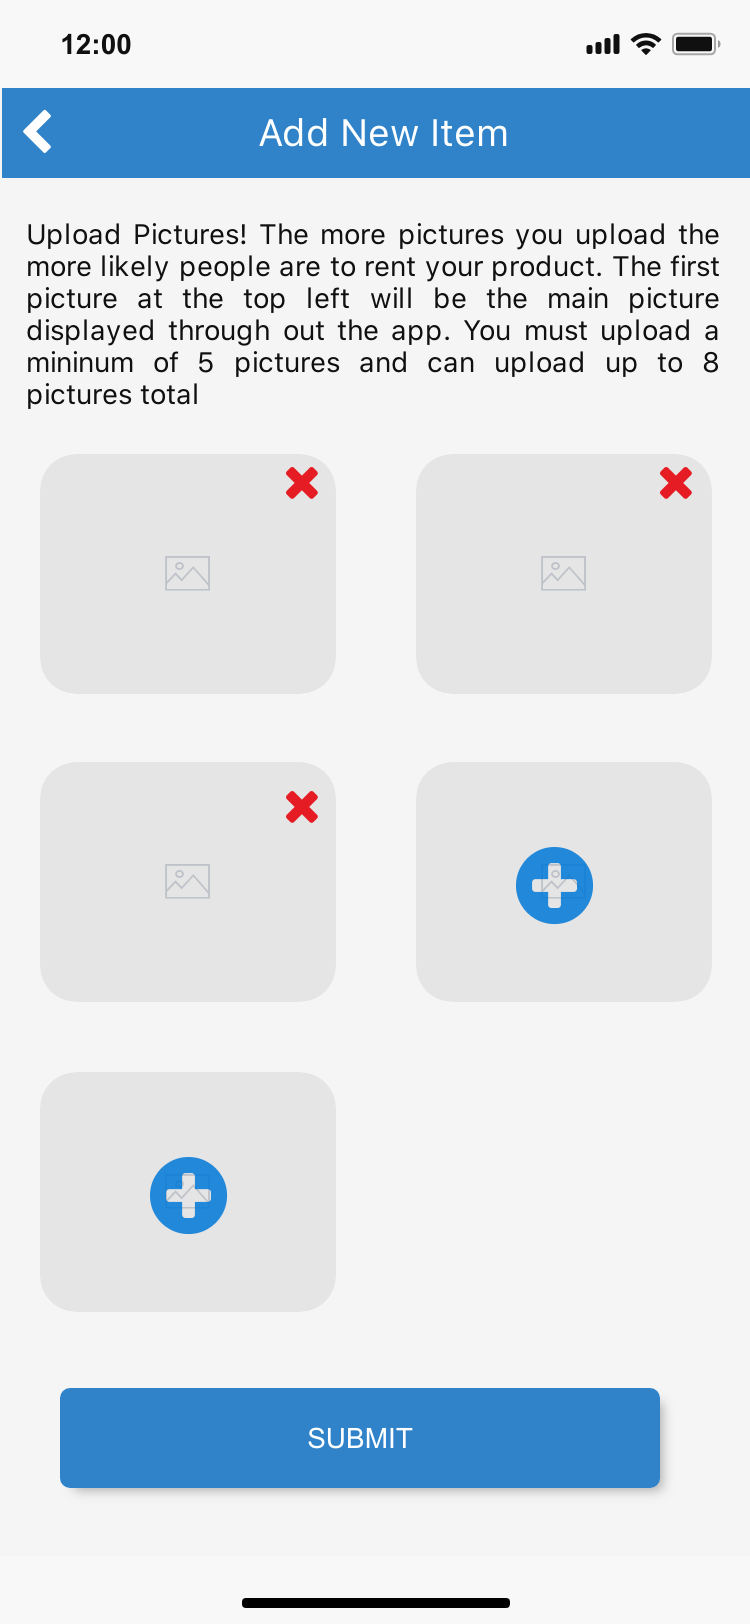 12:00
Add New Item
Upload Pictures! The more pictures you upload the
more likely people are to rent your product. The first
picture at the top left will be the main picture
displayed through out the app. You must upload a
mininum of 5 pictures and can upload up to 8
pictures total
SUBMIT